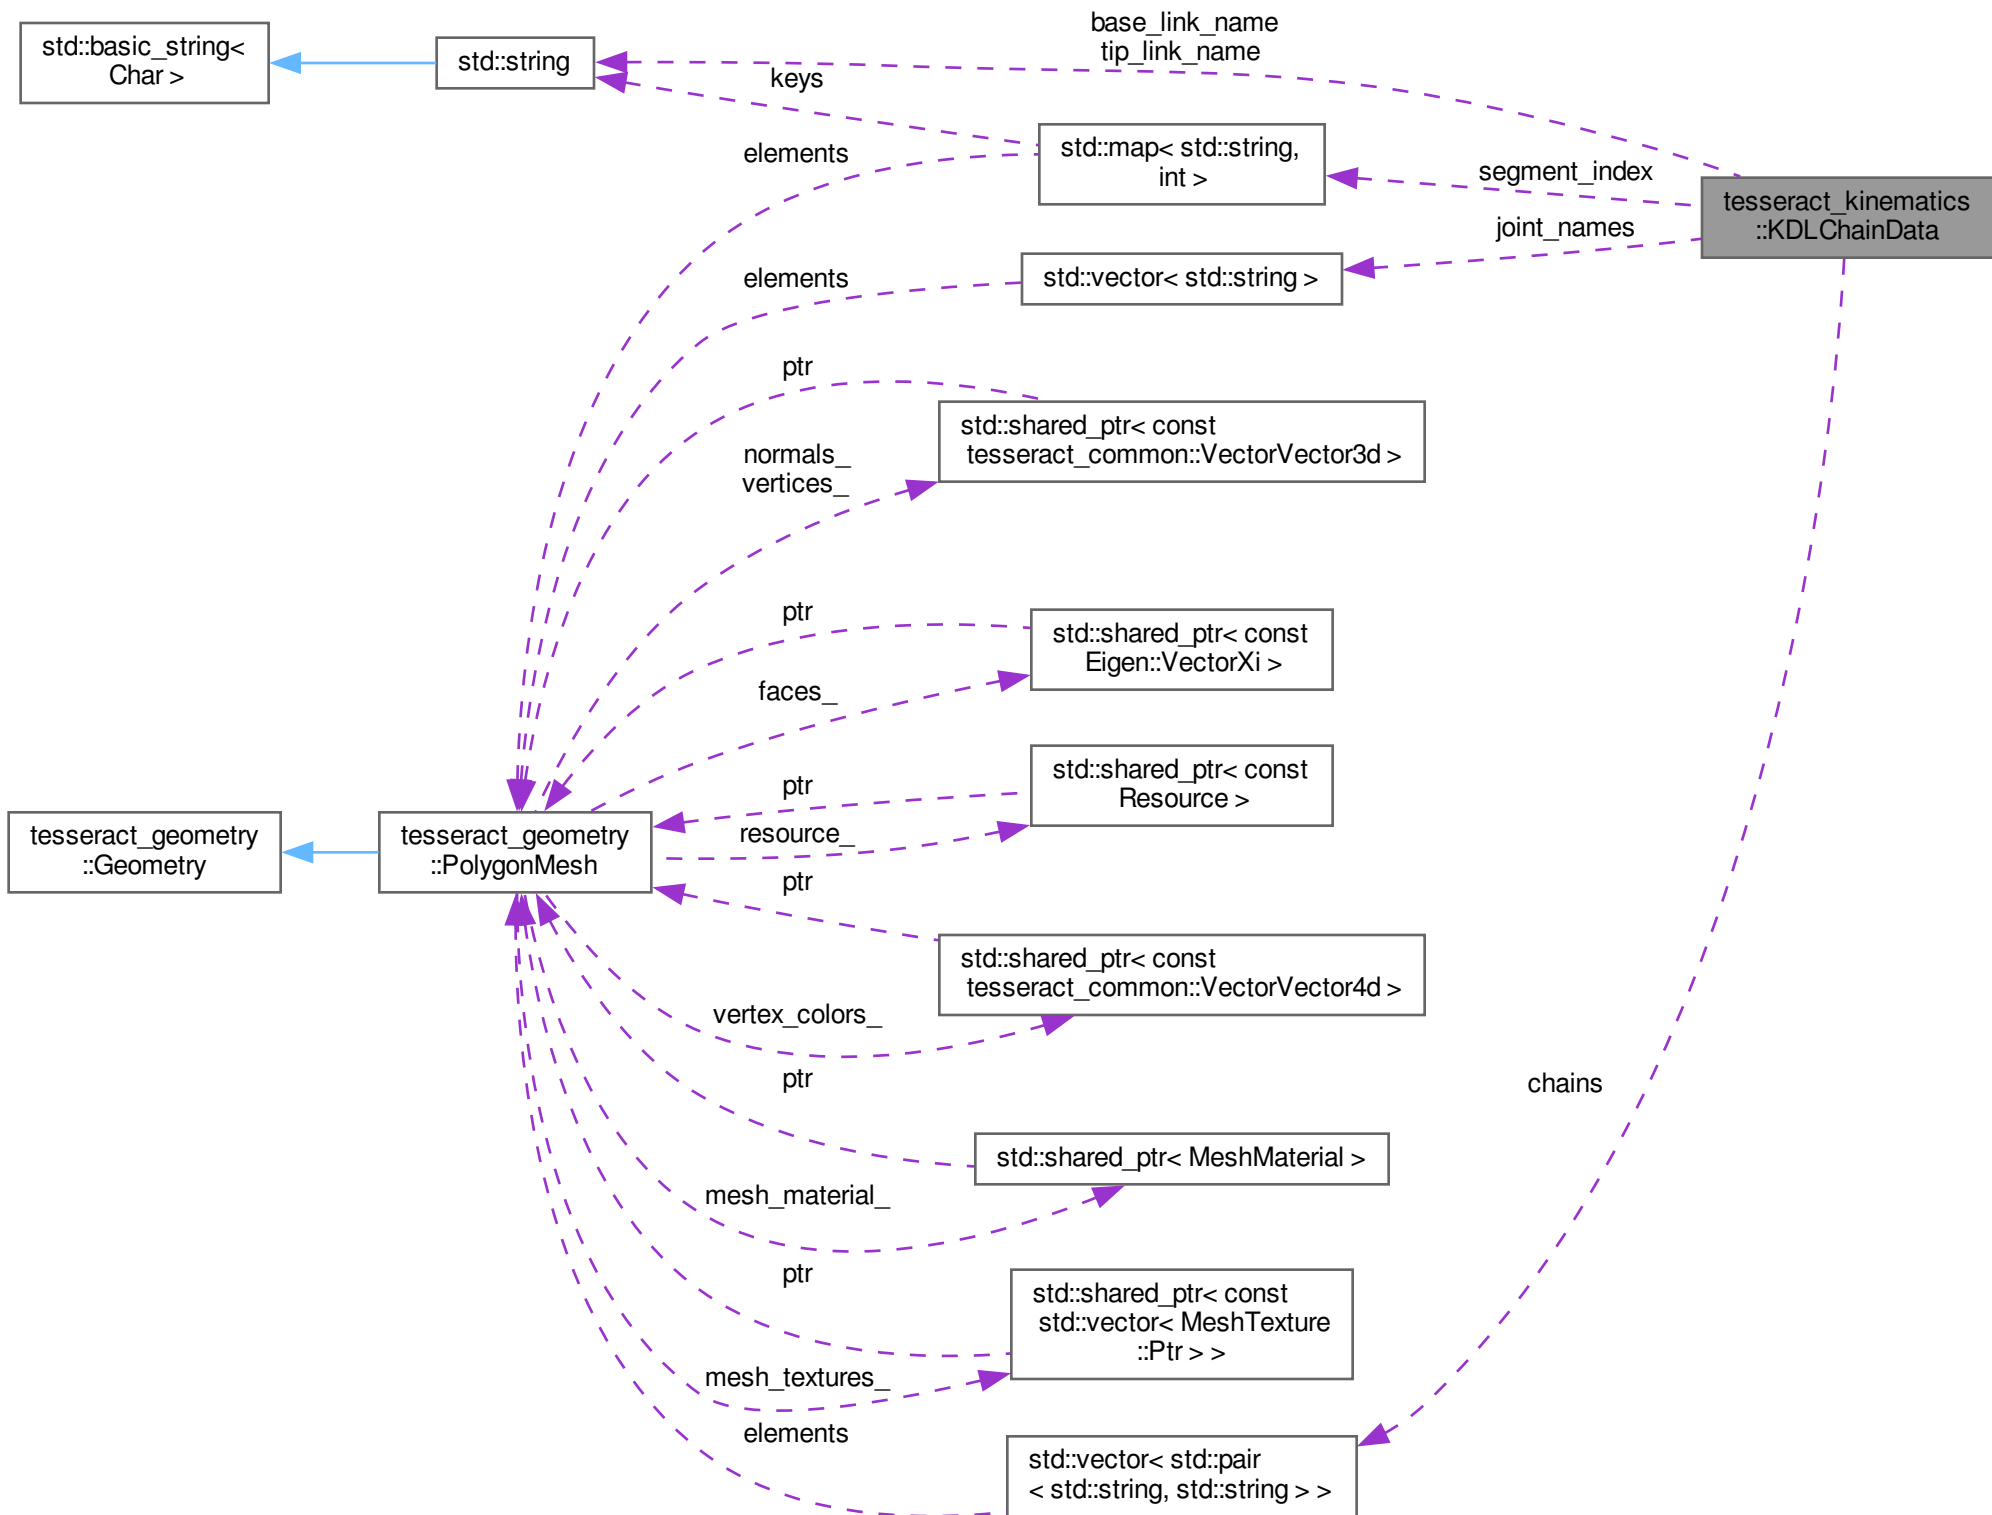 base_link_name
tip_link_name
std::basic_string<
Char >
std::string
keys
std::map< std::string,
int >
elements
segment_index
tesseract_kinematics
::KDLChainData
joint_names
std::vector< std::string >
elements
ptr
std::shared_ptr< const
tesseract_common::VectorVector3d >
normals_
vertices_
ptr
std::shared_ptr< const
Eigen::VectorXi >
faces_
std::shared_ptr< const
Resource >
ptr
resource_
tesseract_geometry
::Geometry
tesseract_geometry
::PolygonMesh
ptr
std::shared_ptr< const
tesseract_common::VectorVector4d >
vertex_colors_
ptr
chains
std::shared_ptr< MeshMaterial >
mesh_material_
ptr
std::shared_ptr< const
std::vector< MeshTexture
::Ptr > >
mesh_textures_
elements
std::vector< std::pair
< std::string, std::string > >